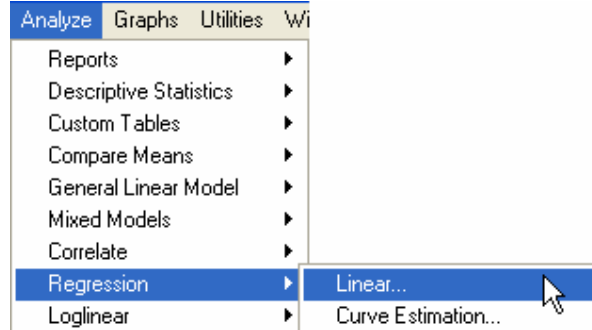 Analyze Graphs Utilities Wi
Reports
Descriptive Statistics
Custom Tables
Compare Means
General Linear Model
Mixed Models
Correlate
Regression Linear...
Loglinear Curve Estimation...